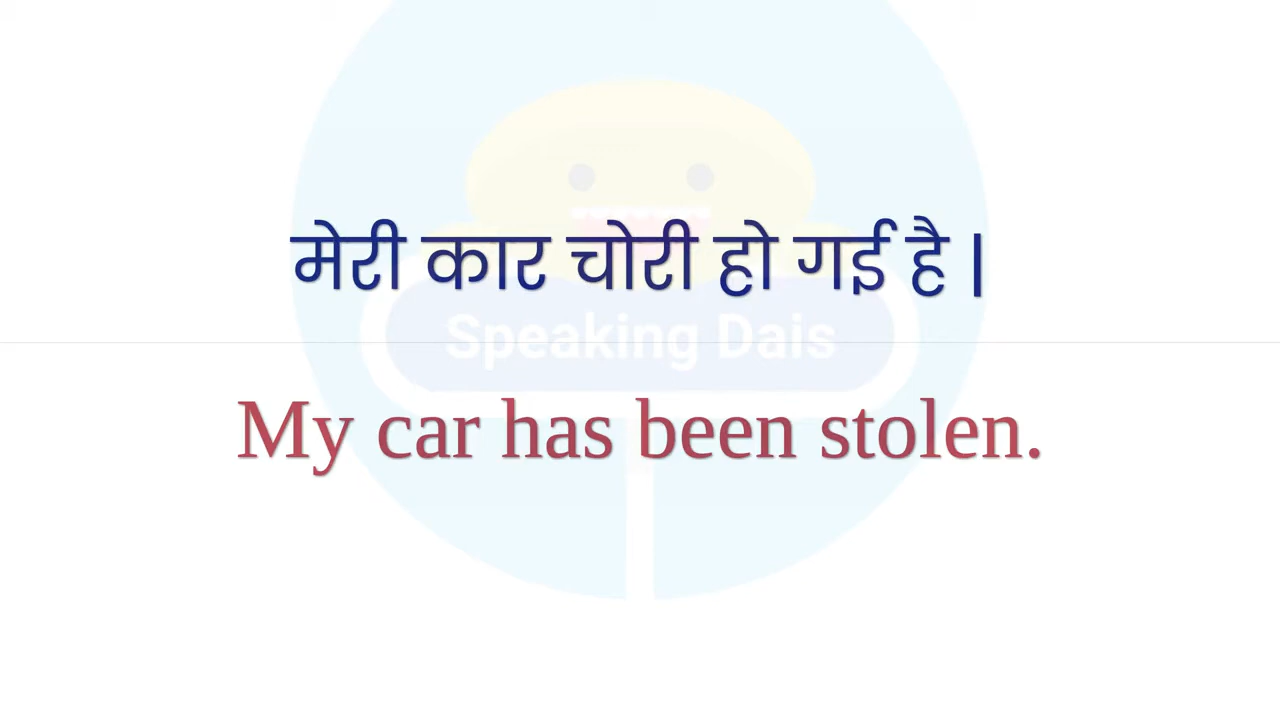 मेरी कार चोरी हो गई है |
Speaking Dais
My car has been stolen.